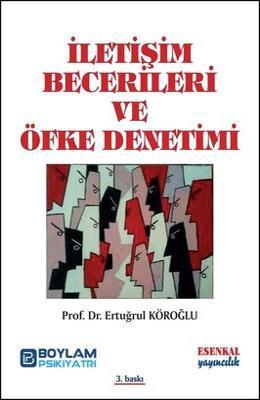 İLETİŞİM
BECERİLERİ
VE
ÖFKE DENETİMİ
Prof. Dr. Ertuğrul KÖROĞLU
BOYLAM
PSİKİYATRİ
ESENKAL
yayıncılık
3. baskı